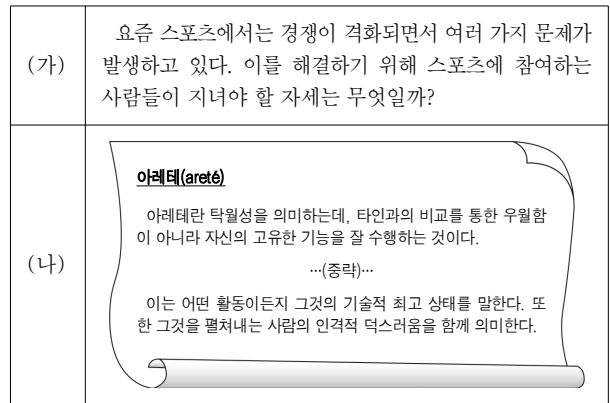 (가)
요즘 스포츠에서는 경쟁이 격화되면서 여러 가지 문제가
발생하고 있다. 이를 해결하기 위해 스포츠에 참여하는
사람들이 지녀야 할 자세는 무엇일까?
(나)
아레테(areté)
아레테란 탁월성을 의미하는데, 타인과의 비교를 통한 우월함
이 아니라 자신의 고유한 기능을 잘 수행하는 것이다.
…(중략)…
이는 어떤 활동이든지 그것의 기술적 최고 상태를 말한다. 또
한 그것을 펼쳐내는 사람의 인격적 덕스러움을 함께 의미한다.